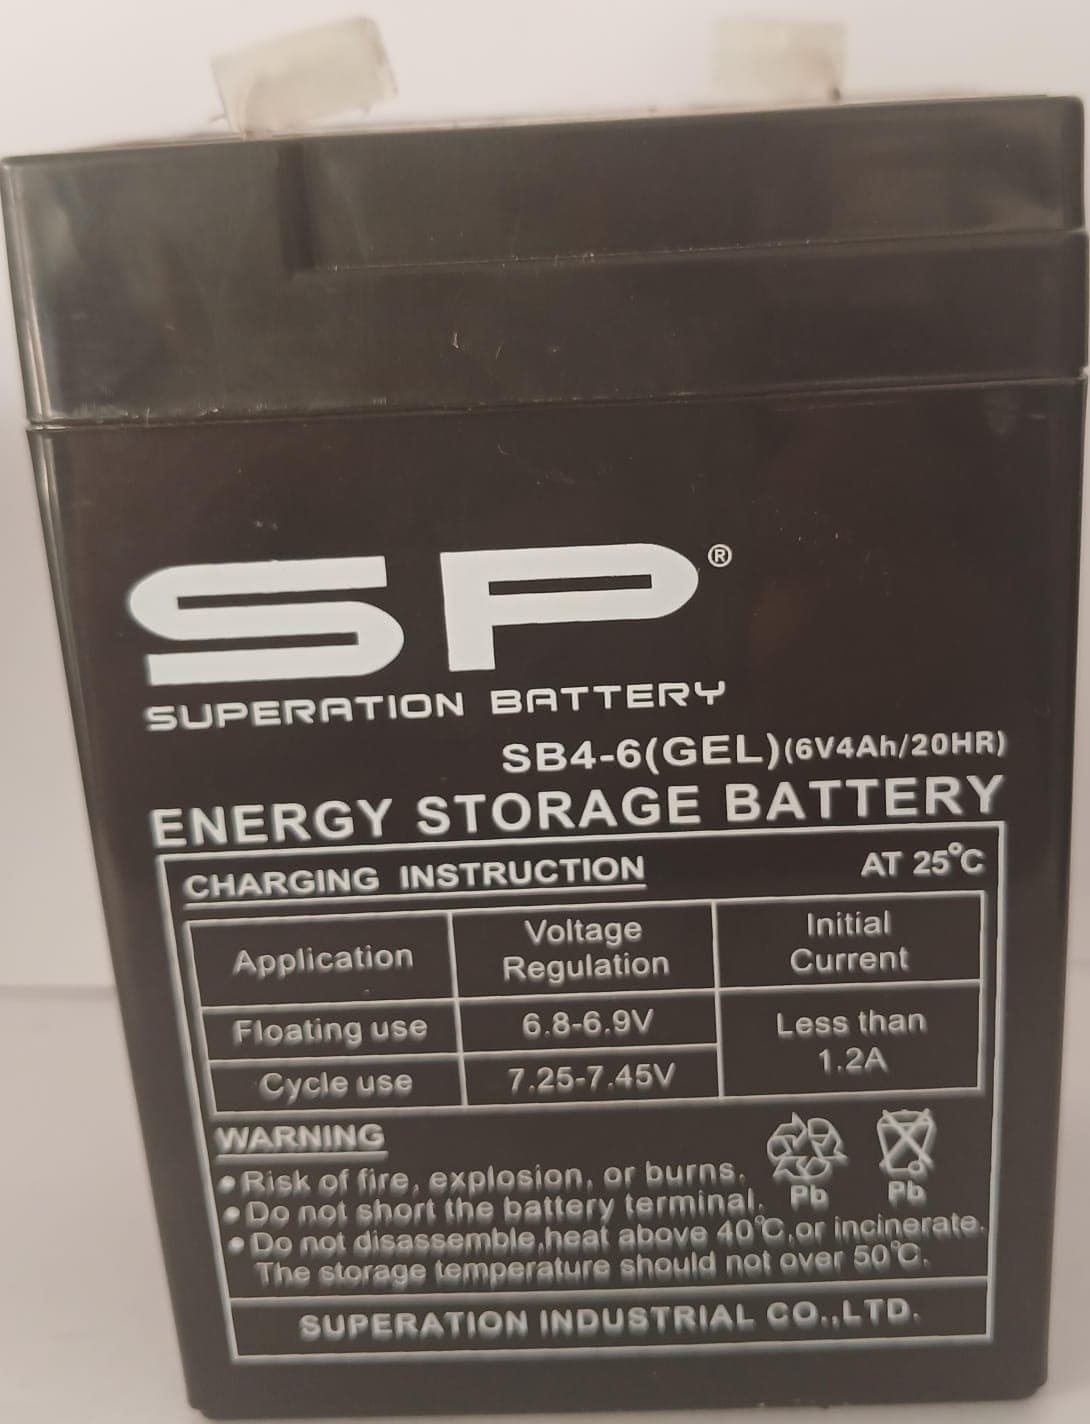 SP®
SUPERATION BATTERY
SB4-6(GEL)(6V4Ah/20HR)
ENERGY STORAGE BATTERY
CHARGING INSTRUCTION AT 25°C
Application Voltage Regulation Initial Current
Floating use 6.8-6.9V Less than 1.2A
Cycle use 7.25-7.45V
WARNING
•Risk of fire, explosion, or burns.
•Do not short the battery terminal.
Pb Pb
•Do not disassemble,heat above 40°C,or incinerate.
The storage temperature should not over 50°C.
SUPERATION INDUSTRIAL CO.,LTD.